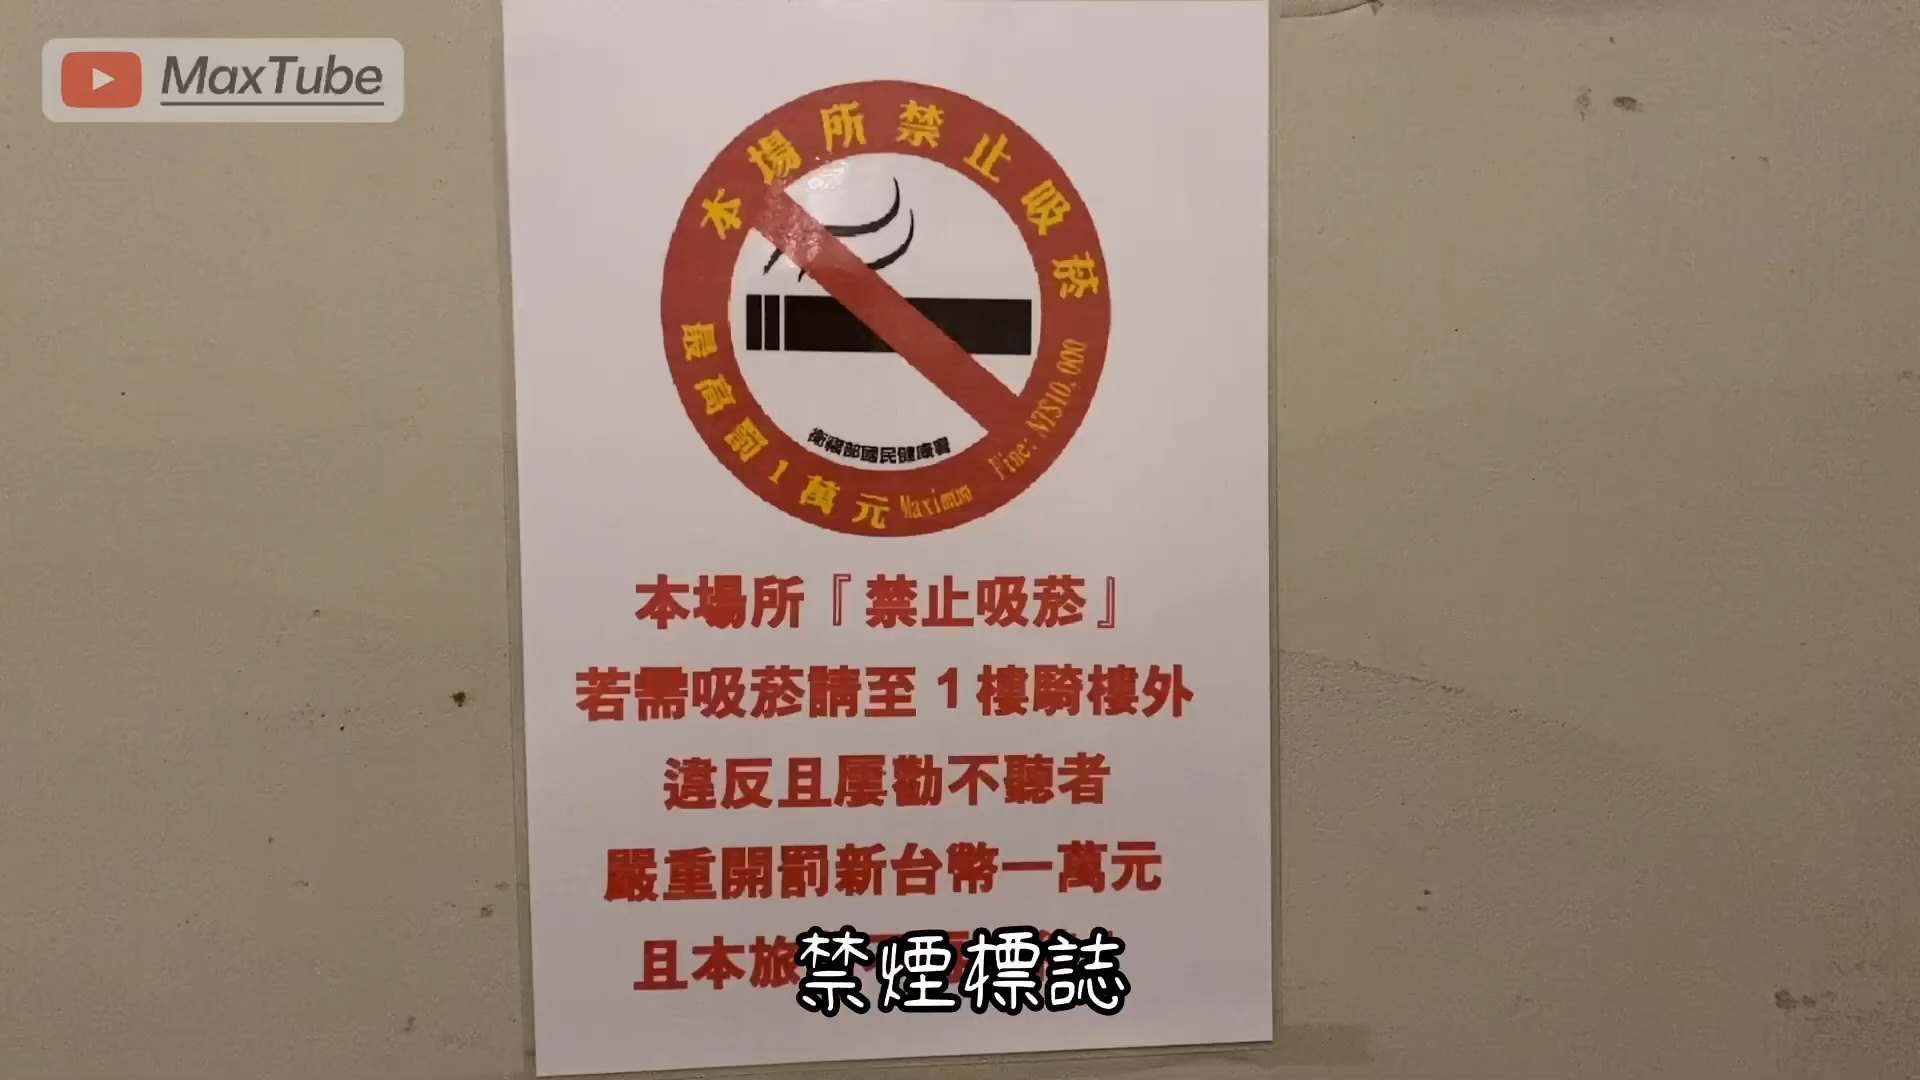 MaxTube
本場所禁止吸菸
最高罰1萬元 Maximum Fine: NT$10,000
衛福部國民健康署
本場所『禁止吸菸』
若需吸菸請至1樓騎樓外
違反且屢勸不聽者
嚴重開罰新台幣一萬元
且本旅
禁煙標誌